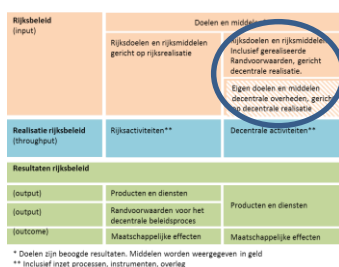 Rijksbeleid
(input)
Doelen en
Rijksdoelen en rijksmiddelen
gericht op rijksrealisatie
Rijksdoelen en rijksmiddelen
Inclusief gerealiseerde
Randvoorwaarden, gericht
decentrale realisatie.
Eigen doelen en middelen
decentrale overheden, gericht
op decentrale realisatie
Realisatie rijksbeleid
(throughput)
Rijksactiviteiten**
Decentrale activiteiten**
Resultaten rijksbeleid
(output)
Producten en diensten
Producten en diensten
(output)
Randvoorwaarden voor het
decentrale beleidsproces
(outcome)
Maatschappelijke effecten
Maatschappelijke effecten
* Doelen zijn beoogde resultaten. Middelen worden weergegeven in geld
** Inclusief inzet processen, instrumenten, overleg